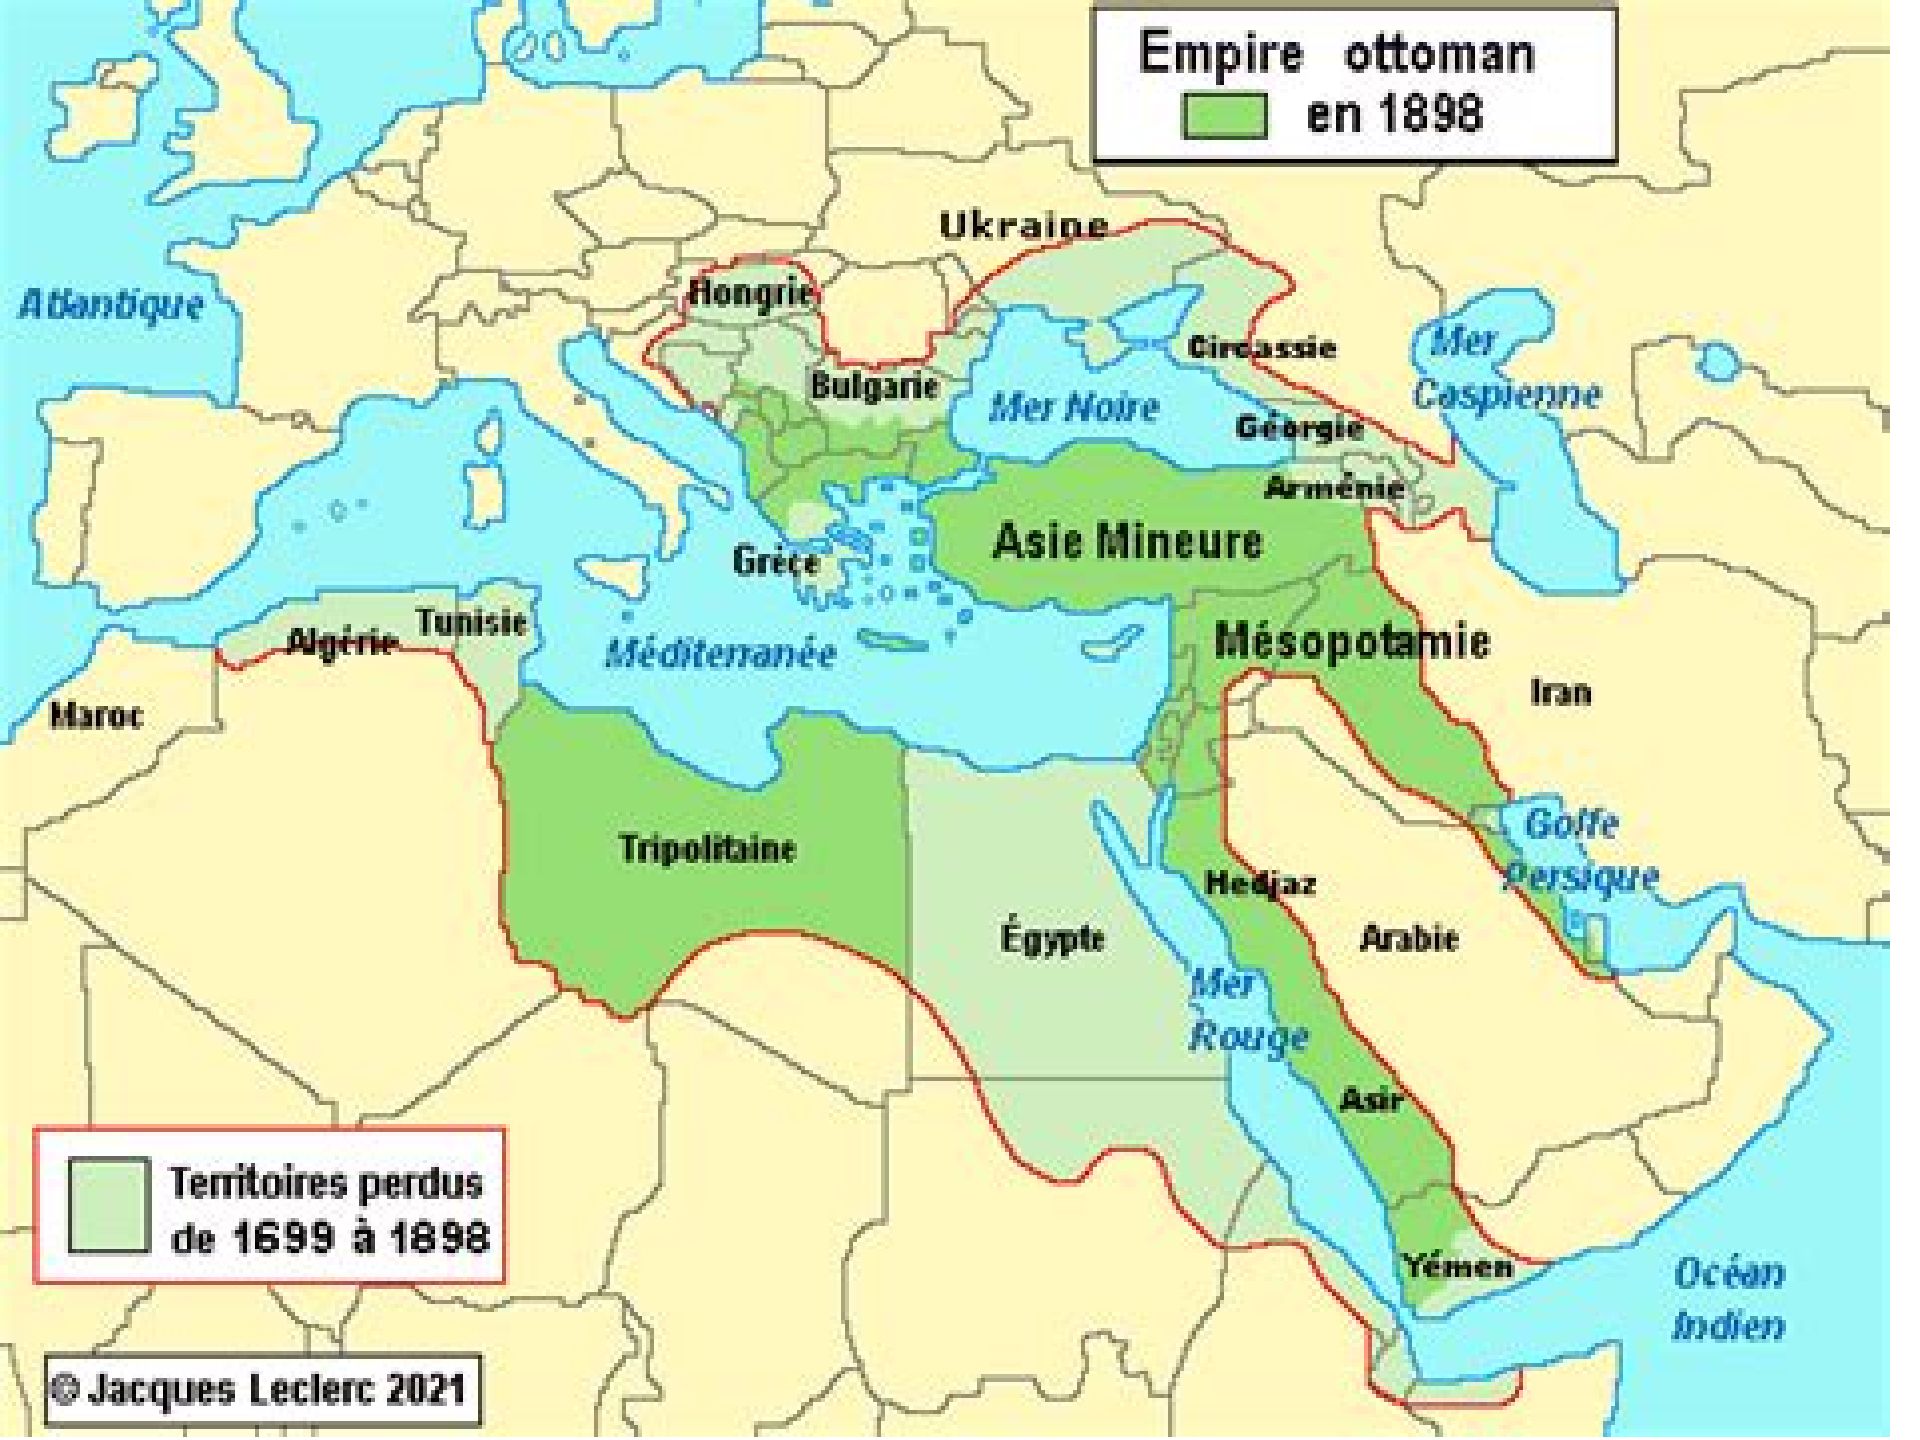 Empire ottoman
en 1898
Ukraine
Hongrie
Atlantique
Mer
Caspienne
Circassie
Bulgarie
Mer Noire
Géorgie
Arménie
Asie Mineure
Grèce
Tunisie
Algérie
Méditerranée
Mésopotamie
Iran
Maroc
Tripolitaine
Golfe
Persique
Hedjaz
Égypte
Arabie
Mer
Rouge
Asir
Territoires perdus
de 1699 à 1898
Yémen
Océan
Indien
© Jacques Leclerc 2021